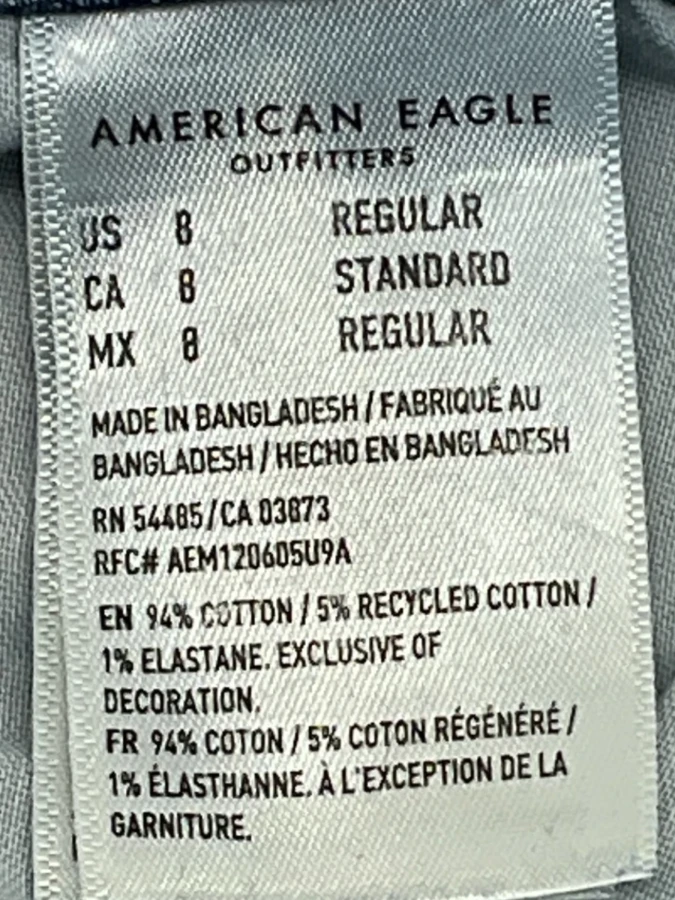 AMERICAN EAGLE
OUTFITTERS
US 8 REGULAR
CA 8 STANDARD
MX 8 REGULAR
MADE IN BANGLADESH / FABRIQUÉ AU
BANGLADESH / HECHO EN BANGLADESH
RN 54485 / CA 03873
RFC# AEM120605U9A
EN 94% COTTON / 5% RECYCLED COTTON /
1% ELASTANE. EXCLUSIVE OF
DECORATION.
FR 94% COTON / 5% COTON RÉGÉNÉRÉ /
1% ÉLASTHANNE. À L'EXCEPTION DE LA
GARNITURE.